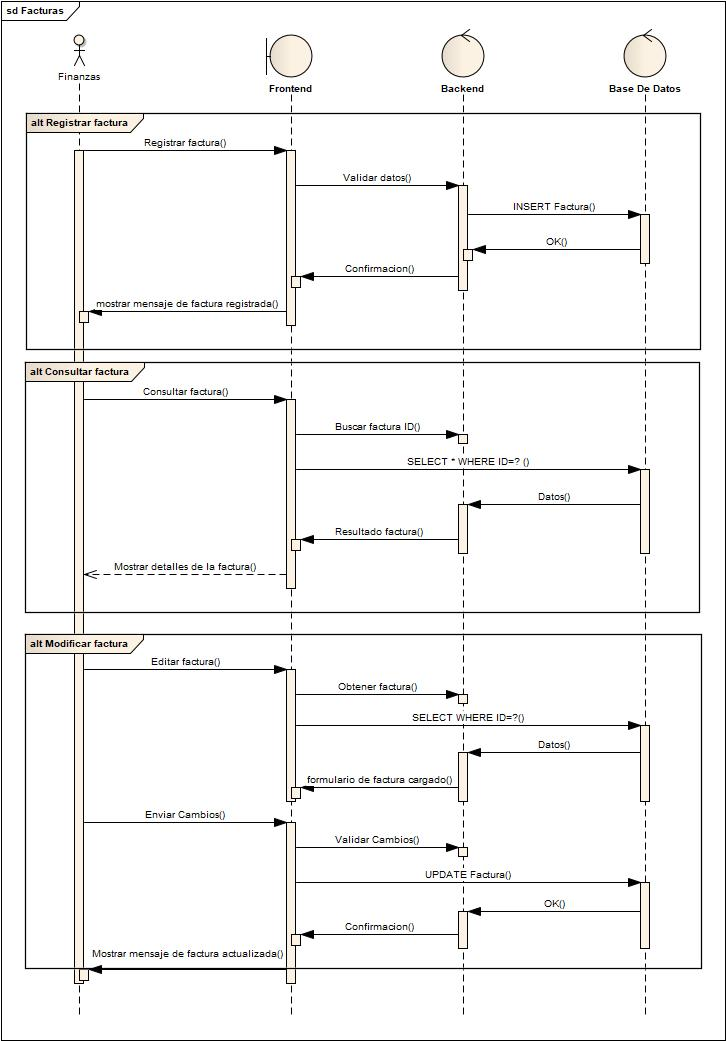 sd Facturas
Finanzas
Frontend
Backend
Base De Datos
alt Registrar factura
Registrar factura()
Validar datos()
INSERT Factura()
OK()
Confirmacion()
mostrar mensaje de factura registrada()
alt Consultar factura
Consultar factura()
Buscar factura ID()
SELECT * WHERE ID=? ()
Datos()
Resultado factura()
Mostrar detalles de la factura()
alt Modificar factura
Editar factura()
Obtener factura()
SELECT WHERE ID=?()
Datos()
formulario de factura cargado()
Enviar Cambios()
Validar Cambios()
UPDATE Factura()
OK()
Confirmacion()
Mostrar mensaje de factura actualizada()